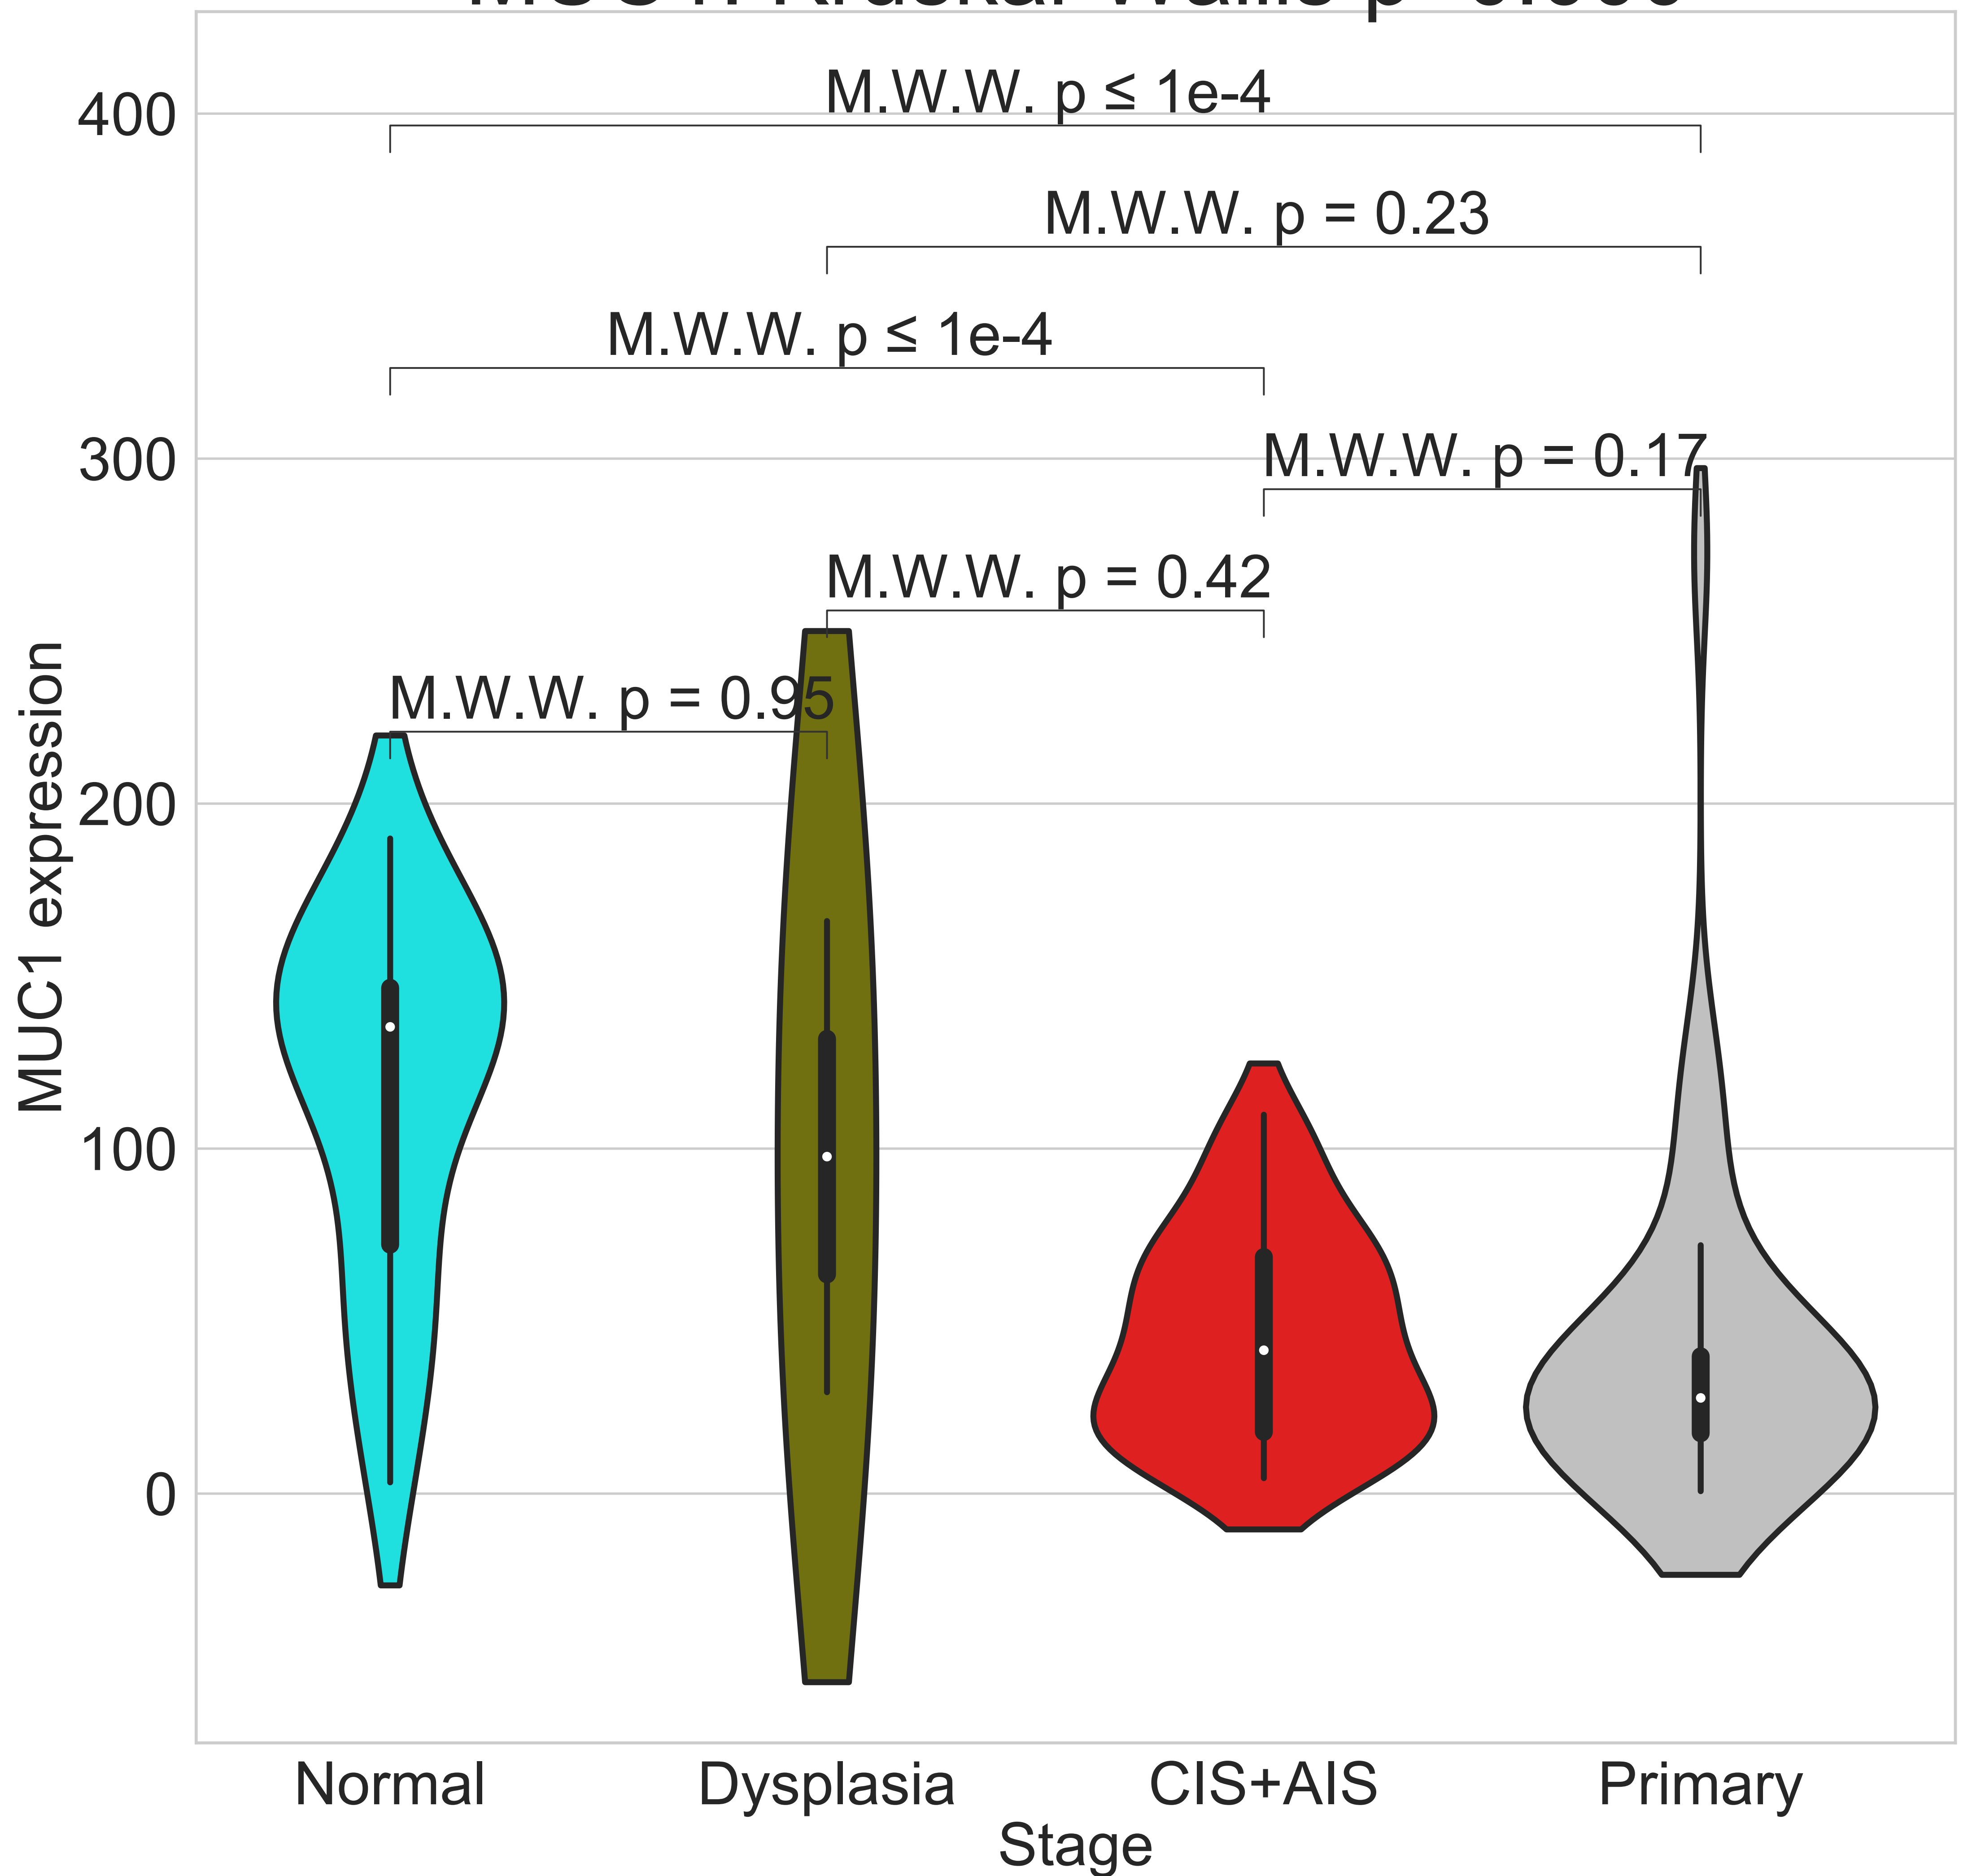 M.W.W. p ≤ 1e-4
400
M.W.W. p = 0.23
M.W.W. p ≤ 1e-4
M.W.W. p = 0.17
300
M.W.W. p = 0.42
M.W.W. p = 0.95
200
MUC1 expression
100
0
Normal Dysplasia CIS+AIS Primary
Stage